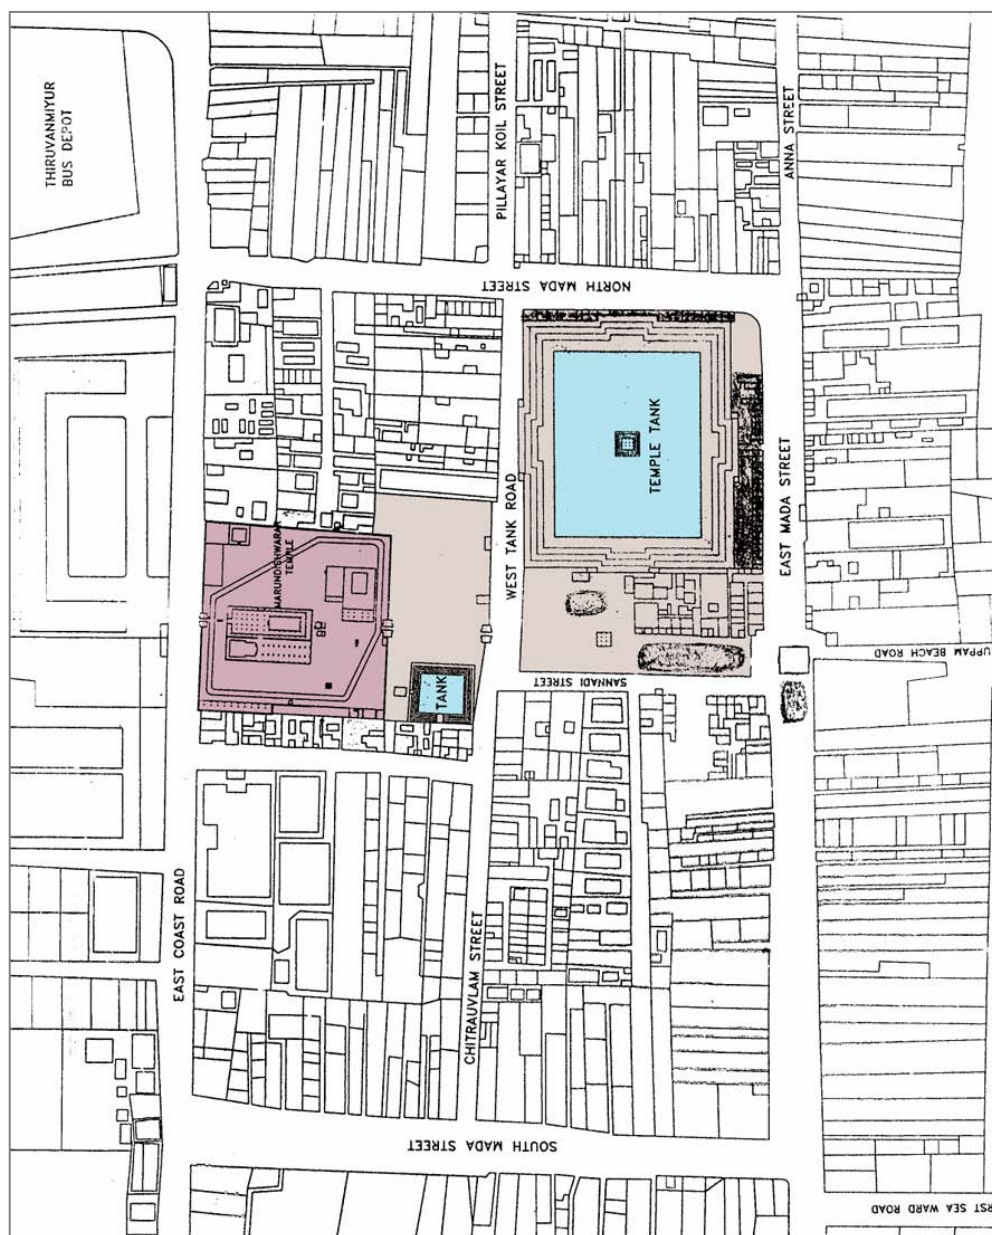 THIRUVANMIYUR
BUS DEPOT
PILLAYAR KOIL STREET
ANNA STREET
NORTH MADA STREET
TEMPLE TANK
WEST TANK ROAD
EAST MADA STREET
MARUNDESHWARAR
TEMPLE
TANK
SANNADI STREET
UPPAM BEACH ROAD
EAST COAST ROAD
CHITRAUVLAM STREET
SOUTH MADA STREET
RST SEA WARD ROAD